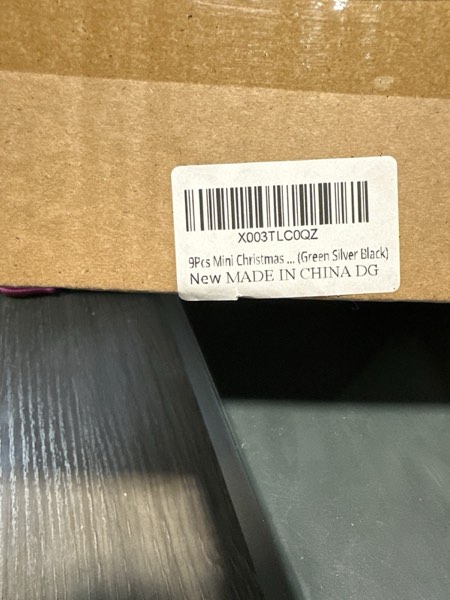 X003TLC0QZ
9Pcs Mini Christmas ... (Green Silver Black)
New MADE IN CHINA DG